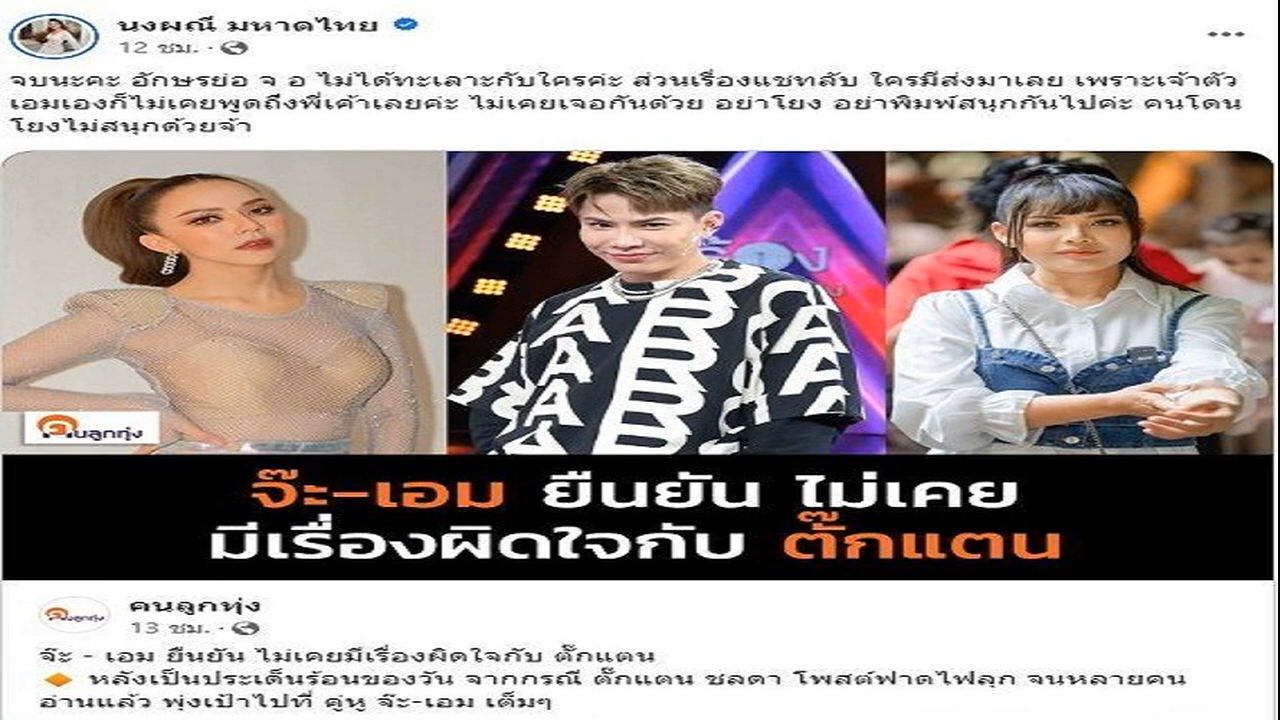 นงผณี มหาดไทย
12 ชม. ·
จบนะคะ อักษรย่อ จ อ ไม่ได้ทะเลาะกับใครค่ะ ส่วนเรื่องแชทลับ ใครมีส่งมาเลย เพราะเจ้าตัว
เอมเองก็ไม่เคยพูดถึงพี่เค้าเลยค่ะ ไม่เคยเจอกันด้วย อย่าโยง อย่าพิมพ์สนุกกันไปค่ะ คนโดน
โยงไม่สนุกด้วยจ้า
คนลูกทุ่ง
จ๊ะ-เอม ยืนยัน ไม่เคย
มีเรื่องผิดใจกับ ตั๊กแตน
คนลูกทุ่ง
คนลูกทุ่ง
13 ชม. ·
จ๊ะ - เอม ยืนยัน ไม่เคยมีเรื่องผิดใจกับ ตั๊กแตน
🔸 หลังเป็นประเด็นร้อนของวัน จากกรณี ตั๊กแตน ชลดา โพสต์ฟาดไฟลุก จนหลายคน
อ่านแล้ว พุ่งเป้าไปที่ คู่หู จ๊ะ-เอม เต็มๆ